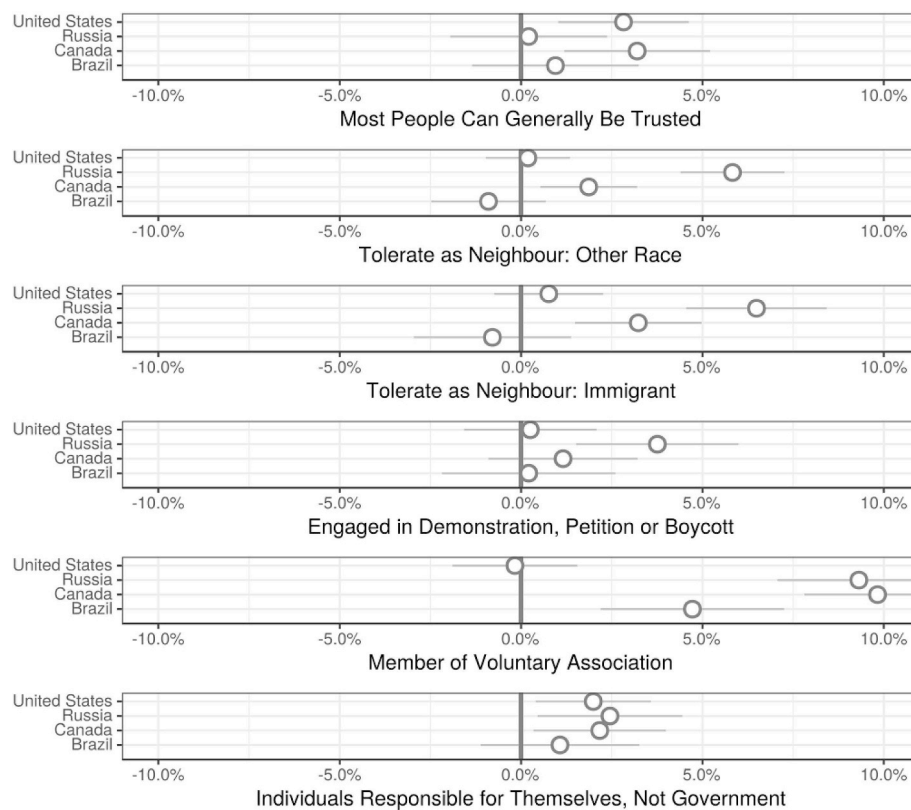 United States
Russia
Canada
Brazil
-10.0% -5.0% 0.0% 5.0% 10.0%
Most People Can Generally Be Trusted
United States
Russia
Canada
Brazil
-10.0% -5.0% 0.0% 5.0% 10.0%
Tolerate as Neighbour: Other Race
United States
Russia
Canada
Brazil
-10.0% -5.0% 0.0% 5.0% 10.0%
Tolerate as Neighbour: Immigrant
United States
Russia
Canada
Brazil
-10.0% -5.0% 0.0% 5.0% 10.0%
Engaged in Demonstration, Petition or Boycott
United States
Russia
Canada
Brazil
-10.0% -5.0% 0.0% 5.0% 10.0%
Member of Voluntary Association
United States
Russia
Canada
Brazil
-10.0% -5.0% 0.0% 5.0% 10.0%
Individuals Responsible for Themselves, Not Government